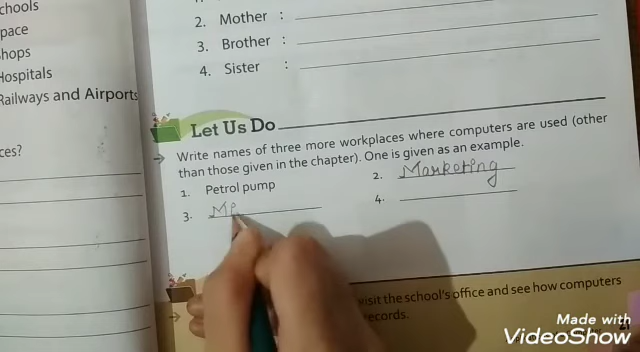 chools
pace
hops
Hospitals
Railways and Airports
ces?
2. Mother :
3. Brother :
4. Sister :
Let Us Do
Write names of three more workplaces where computers are used (other
than those given in the chapter). One is given as an example.
1. Petrol pump
2. Marketing
3. Me
4.
visit the school's office and see how computers
ecords.
21
Made with
VideoShow